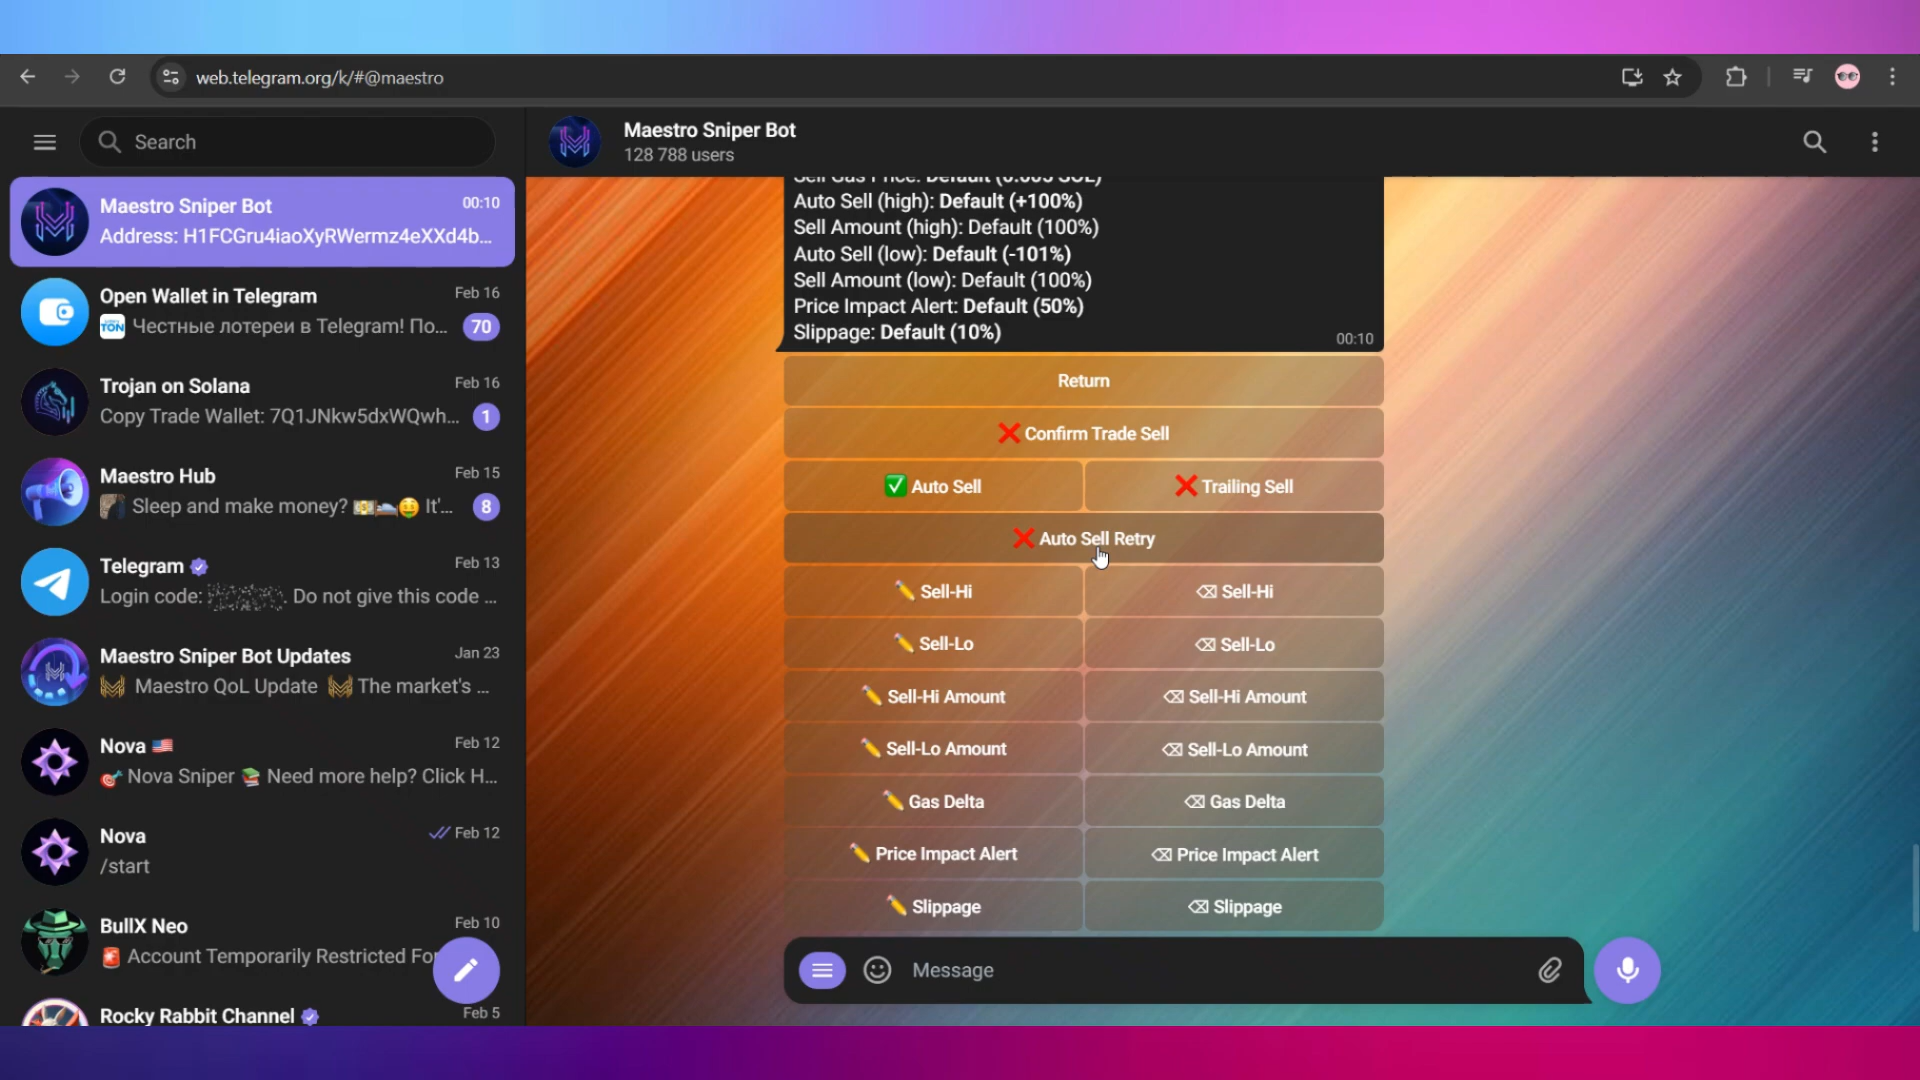 web.telegram.org/k/#@maestro
Search
Maestro Sniper Bot 00:10
Address: H1FCGru4iaoXyRWermz4eXXd4b...
Open Wallet in Telegram Feb 16
TON Честные лотереи в Telegram! По... 70
Trojan on Solana Feb 16
Copy Trade Wallet: 7Q1JNkw5dxWQwh... 1
Maestro Hub Feb 15
Sleep and make money? It'... 8
Telegram Feb 13
Login code: . Do not give this code ...
Maestro Sniper Bot Updates Jan 23
Maestro QoL Update The market's ...
Nova Feb 12
Nova Sniper Need more help? Click H...
Nova Feb 12
/start
BullX Neo Feb 10
Account Temporarily Restricted Fo
Rocky Rabbit Channel Feb 5
Maestro Sniper Bot
128 788 users
Sell Gas Price: Default (0.005 SOL)
Auto Sell (high): Default (+100%)
Sell Amount (high): Default (100%)
Auto Sell (low): Default (-101%)
Sell Amount (low): Default (100%)
Price Impact Alert: Default (50%)
Slippage: Default (10%)
00:10
Return
❌ Confirm Trade Sell
✅ Auto Sell ❌ Trailing Sell
❌ Auto Sell Retry
✏️ Sell-Hi ⌫ Sell-Hi
✏️ Sell-Lo ⌫ Sell-Lo
✏️ Sell-Hi Amount ⌫ Sell-Hi Amount
✏️ Sell-Lo Amount ⌫ Sell-Lo Amount
✏️ Gas Delta ⌫ Gas Delta
✏️ Price Impact Alert ⌫ Price Impact Alert
✏️ Slippage ⌫ Slippage
Message